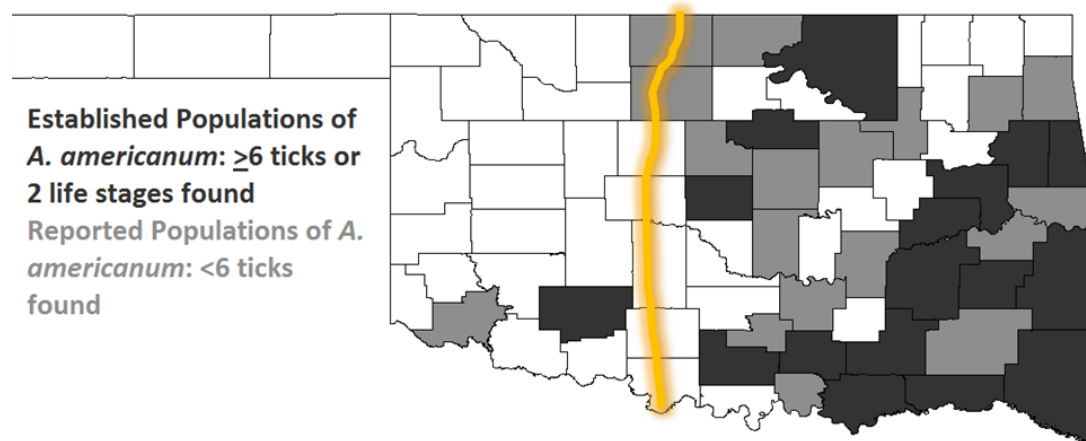 Established Populations of
A. americanum: ≥6 ticks or
2 life stages found
Reported Populations of A.
americanum: <6 ticks
found